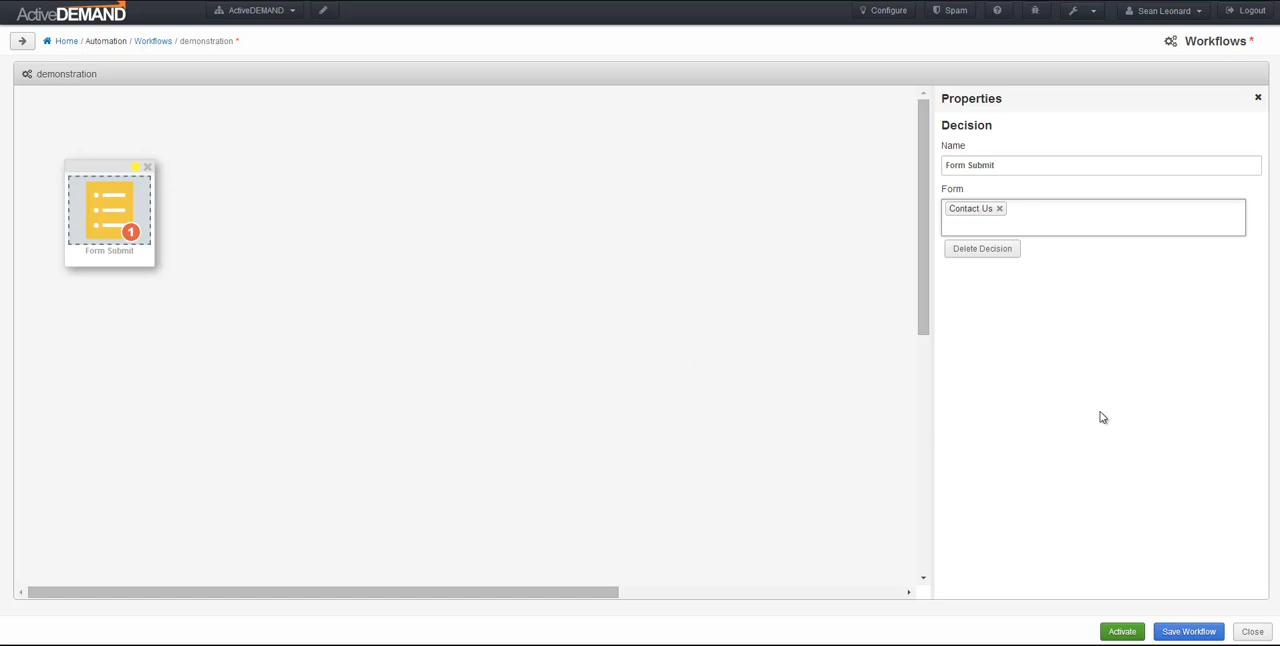 ActiveDEMAND
ActiveDEMAND
Configure
Spam
Sean Leonard
Logout
Home / Automation / Workflows / demonstration *
Workflows *
demonstration
Properties
Decision
Name
Form Submit
Form
Contact Us
Delete Decision
1
Form Submit
Activate
Save Workflow
Close